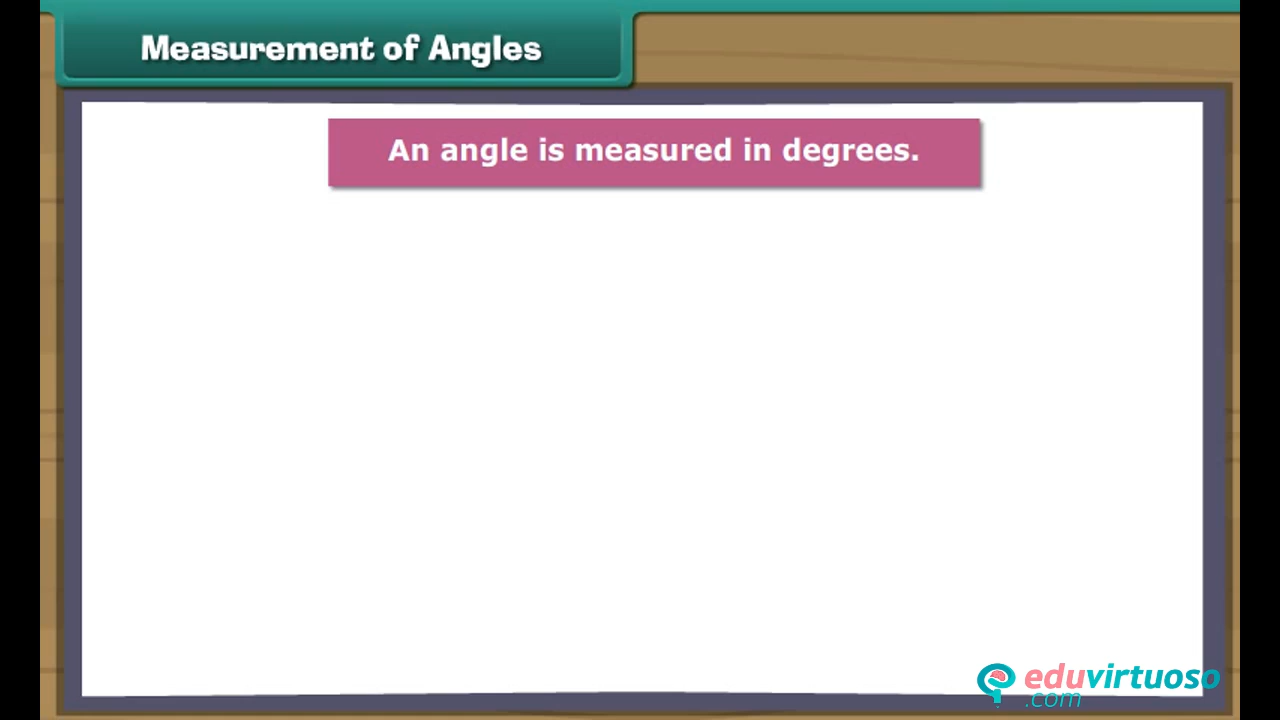 Measurement of Angles
An angle is measured in degrees.
eduvirtuoso
.com